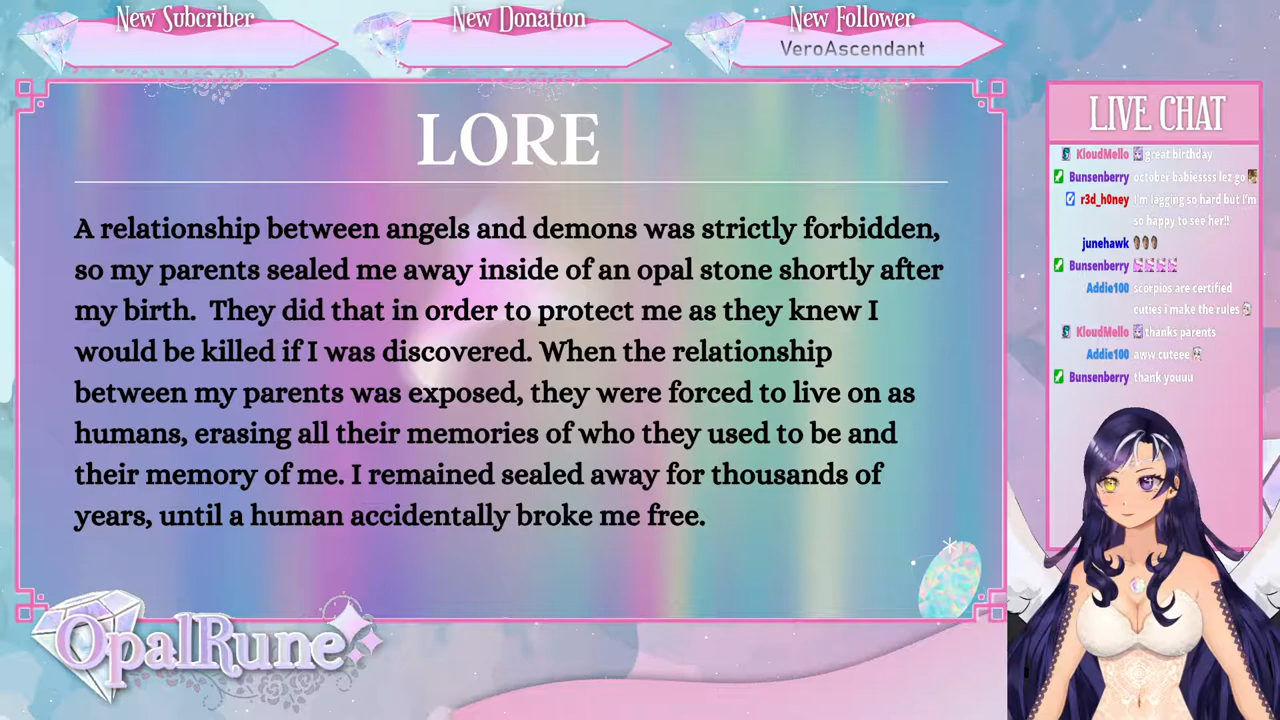 New Subcriber
New Donation
New Follower
VeroAscendant
LORE
A relationship between angels and demons was strictly forbidden,
so my parents sealed me away inside of an opal stone shortly after
my birth.  They did that in order to protect me as they knew I
would be killed if I was discovered. When the relationship
between my parents was exposed, they were forced to live on as
humans, erasing all their memories of who they used to be and
their memory of me. I remained sealed away for thousands of
years, until a human accidentally broke me free.
OpalRune
LIVE CHAT
KloudMello great birthday
Bunsenberry october babiessss lez go
r3d_h0ney I'm lagging so hard but I'm
so happy to see her!!
junehawk
Bunsenberry
Addie100 scorpios are certified
cuties i make the rules
KloudMello thanks parents
Addie100 aww cuteee
Bunsenberry thank youuu